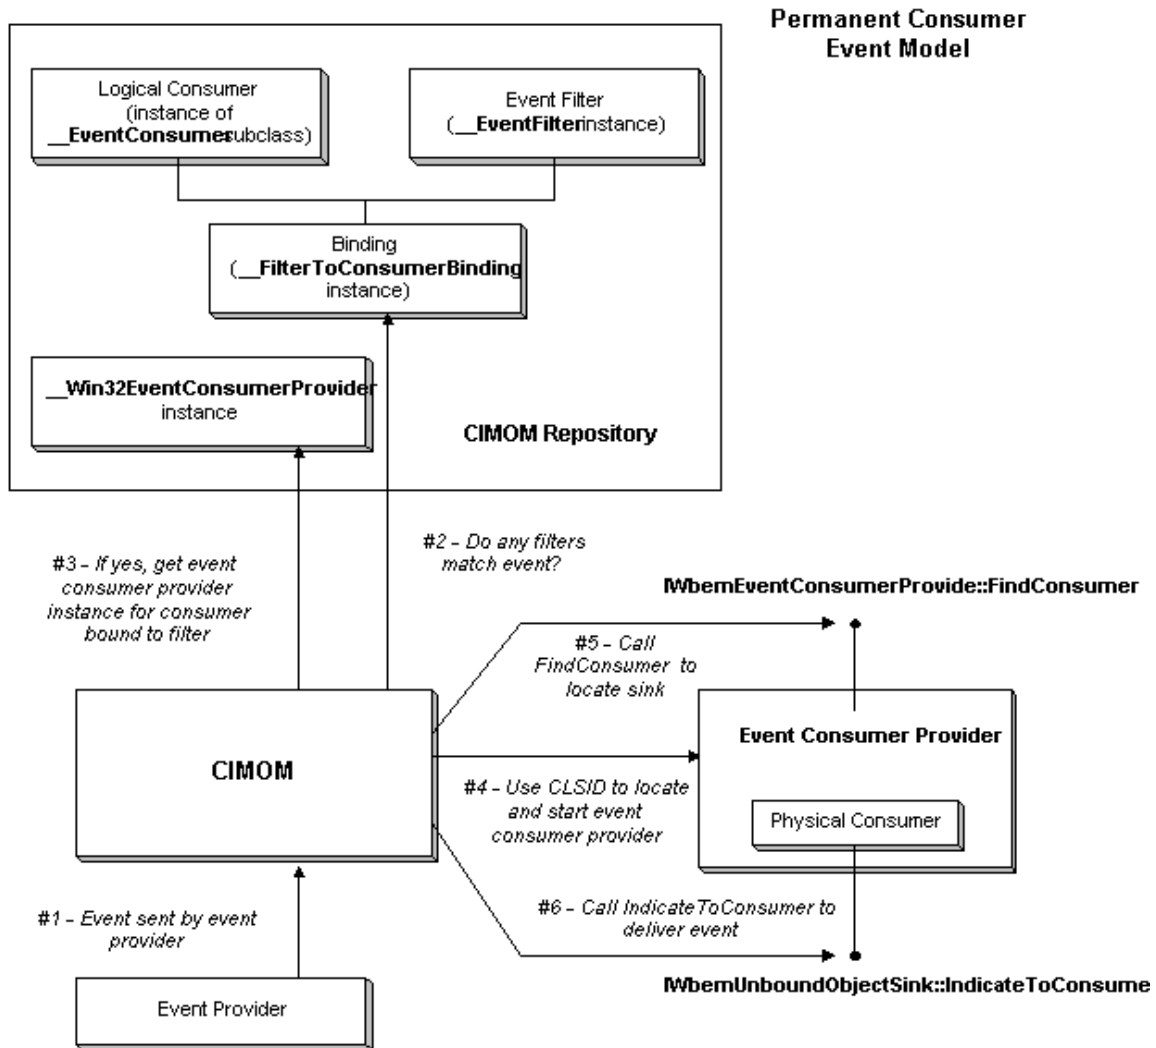 Permanent Consumer
Event Model
Logical Consumer
(instance of
__EventConsumer subclass)
Event Filter
(__EventFilter instance)
Binding
(__FilterToConsumerBinding
instance)
__Win32EventConsumerProvider
instance
CIMOM Repository
#3 - If yes, get event
consumer provider
instance for consumer
bound to filter
#2 - Do any filters
match event?
IWbemEventConsumerProvide::FindConsumer
#5 - Call
FindConsumer to
locate sink
CIMOM
Event Consumer Provider
#4 - Use CLSID to locate
and start event
consumer provider
Physical Consumer
#1 - Event sent by event
provider
#6 - Call IndicateToConsumer to
deliver event
IWbemUnboundObjectSink::IndicateToConsume
Event Provider